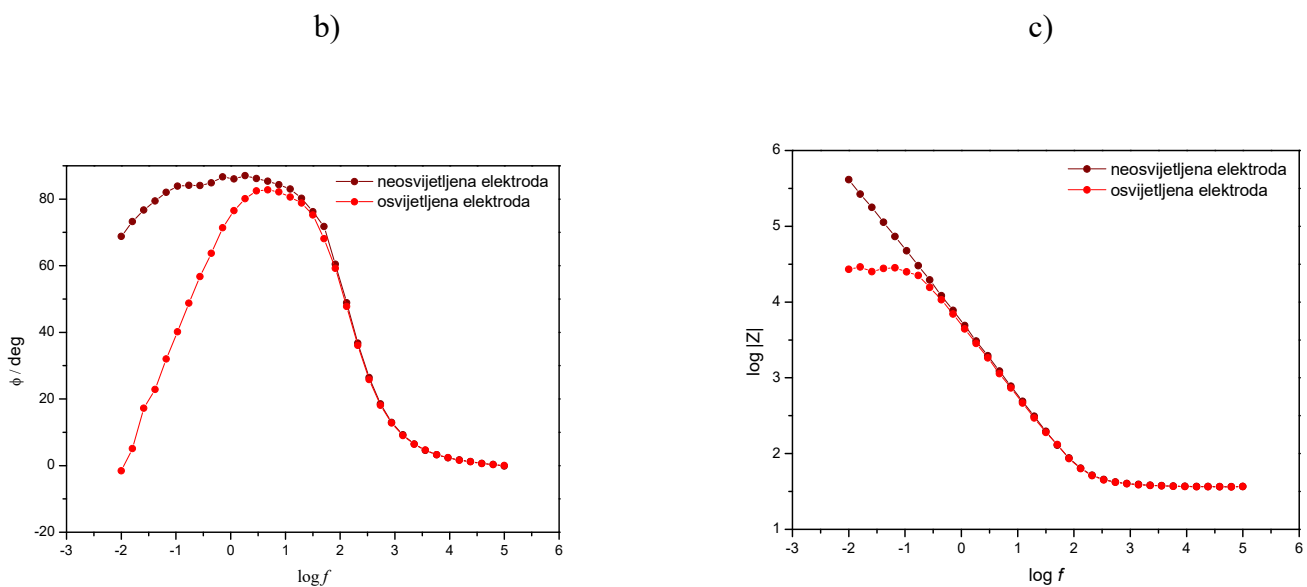 b)
c)
neosvijetljena elektroda
osvijetljena elektroda
80
60
40
20
0
-20
ϕ / deg
-3 -2 -1 0 1 2 3 4 5 6
log f
neosvijetljena elektroda
osvijetljena elektroda
6
5
4
3
2
1
log |Z|
-3 -2 -1 0 1 2 3 4 5 6
log f